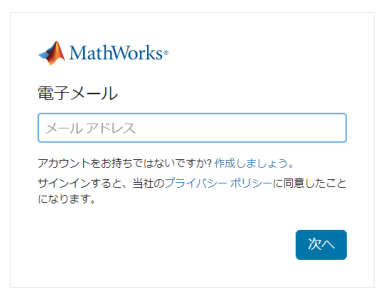 MathWorks®
電子メール
メール アドレス
アカウントをお持ちではないですか? 作成しましょう。
サインインすると、当社のプライバシー ポリシーに同意したこと
になります。
次へ